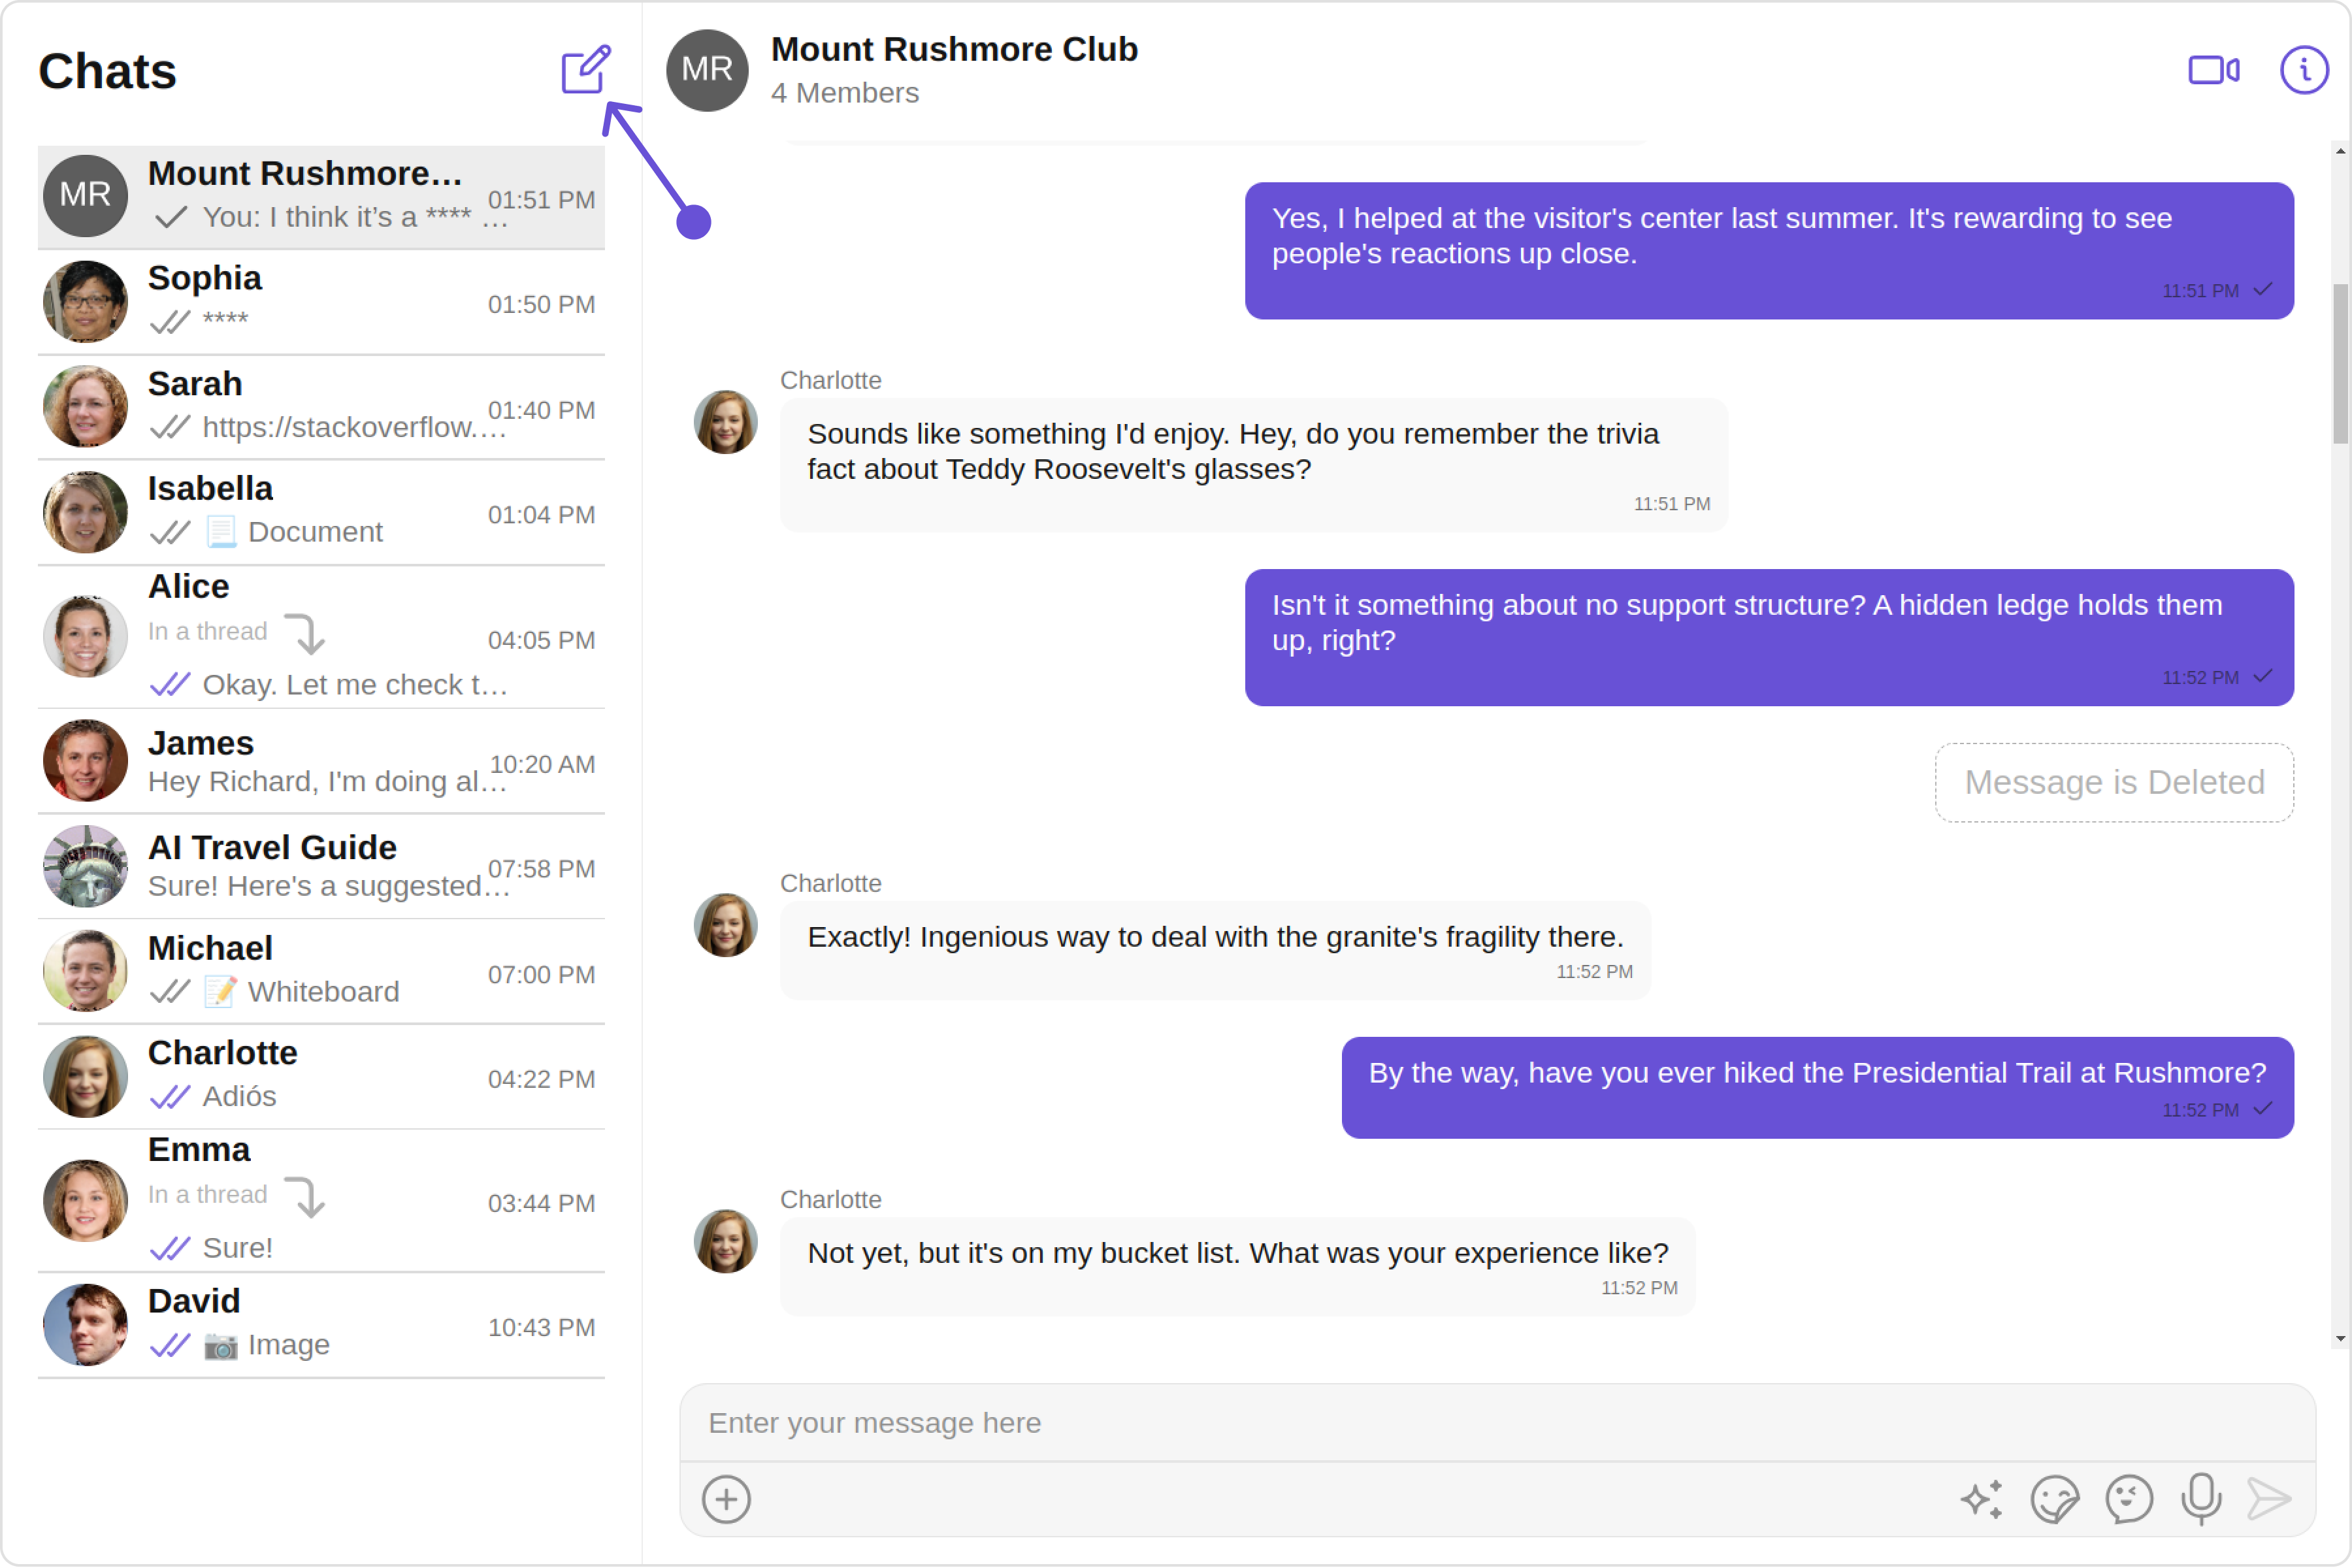 Chats
MR
Mount Rushmore…
01:51 PM
You: I think it’s a **** …
Sophia
01:50 PM
****
Sarah
01:40 PM
https://stackoverflow.…
Isabella
01:04 PM
Document
Alice
In a thread
04:05 PM
Okay. Let me check t…
James
10:20 AM
Hey Richard, I'm doing al…
AI Travel Guide
07:58 PM
Sure! Here's a suggested…
Michael
07:00 PM
Whiteboard
Charlotte
04:22 PM
Adiós
Emma
In a thread
03:44 PM
Sure!
David
10:43 PM
Image
MR
Mount Rushmore Club
4 Members
Yes, I helped at the visitor's center last summer. It's rewarding to see
people's reactions up close.
11:51 PM
Charlotte
Sounds like something I'd enjoy. Hey, do you remember the trivia
fact about Teddy Roosevelt's glasses?
11:51 PM
Isn't it something about no support structure? A hidden ledge holds them
up, right?
11:52 PM
Message is Deleted
Charlotte
Exactly! Ingenious way to deal with the granite's fragility there.
11:52 PM
By the way, have you ever hiked the Presidential Trail at Rushmore?
11:52 PM
Charlotte
Not yet, but it's on my bucket list. What was your experience like?
11:52 PM
Enter your message here